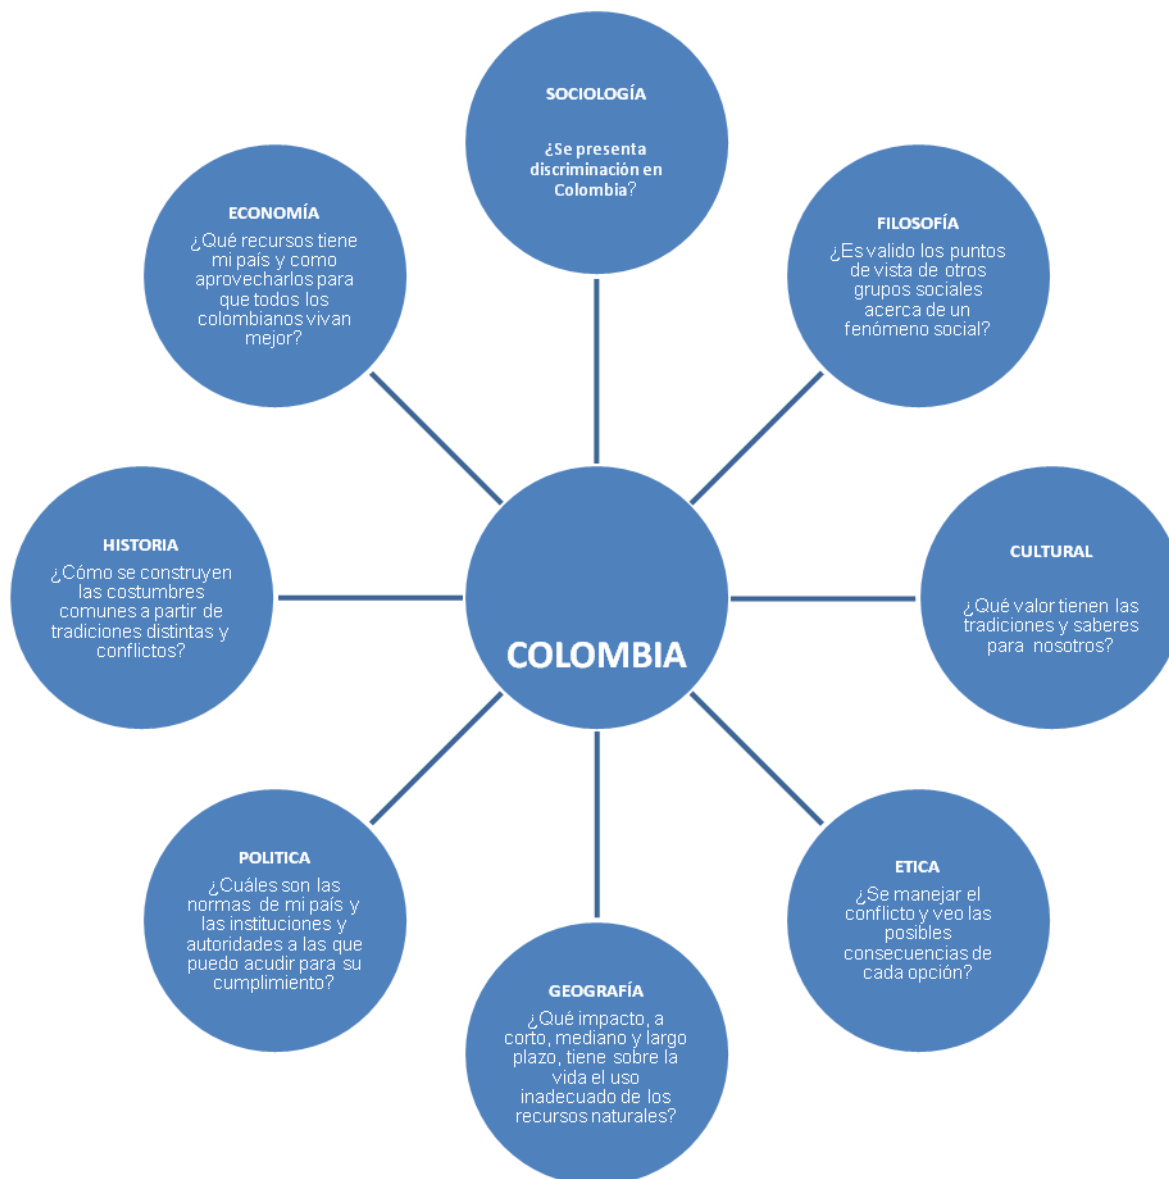 SOCIOLOGÍA
¿Se presenta
discriminación en
Colombia?
FILOSOFÍA
¿Es valido los puntos
de vista de otros
grupos sociales
acerca de un
fenómeno social?
CULTURAL
¿Qué valor tienen las
tradiciones y saberes
para nosotros?
ETICA
¿Se manejar el
conflicto y veo las
posibles
consecuencias de
cada opción?
GEOGRAFÍA
¿Qué impacto, a
corto, mediano y largo
plazo, tiene sobre la
vida el uso
inadecuado de los
recursos naturales?
POLITICA
¿Cuáles son las
normas de mi país y
las instituciones y
autoridades a las que
puedo acudir para su
cumplimiento?
HISTORIA
¿Cómo se construyen
las costumbres
comunes a partir de
tradiciones distintas y
conflictos?
ECONOMÍA
¿Qué recursos tiene
mi país y como
aprovecharlos para
que todos los
colombianos vivan
mejor?
COLOMBIA